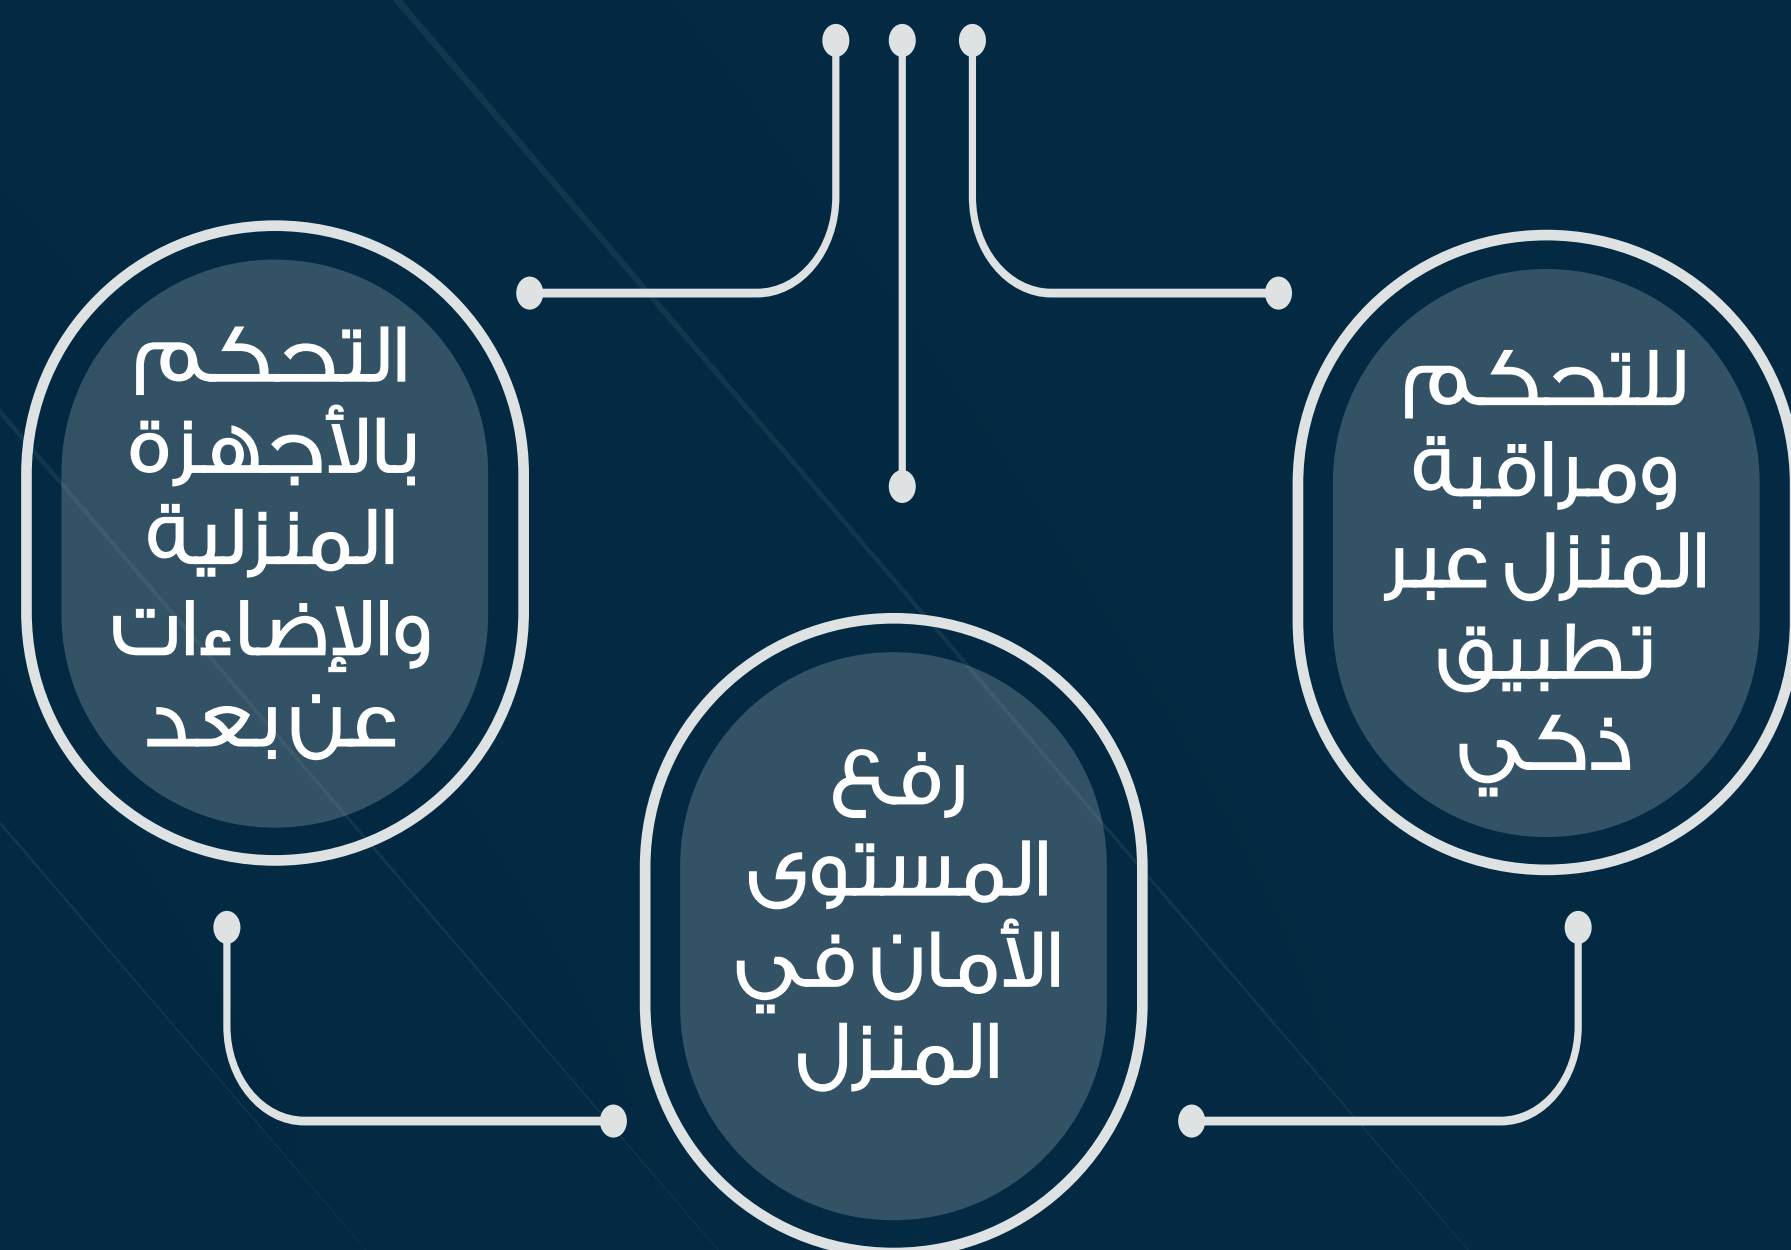 للتحكم
ومراقبة
المنزل عبر
تطبيق
ذكي
رفع
المستوى
الأمان في
المنزل
التحكم
بالأجهزة
المنزلية
والإضاءات
عن بعد